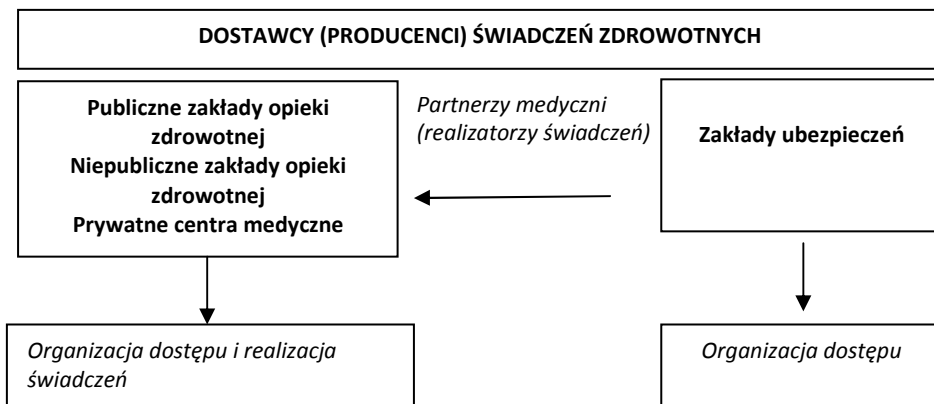 DOSTAWCY (PRODUCENCI) ŚWIADCZEŃ ZDROWOTNYCH
Publiczne zakłady opieki
zdrowotnej
Niepubliczne zakłady opieki
zdrowotnej
Prywatne centra medyczne
Partnerzy medyczni
(realizatorzy świadczeń)
Zakłady ubezpieczeń
Organizacja dostępu i realizacja
świadczeń
Organizacja dostępu